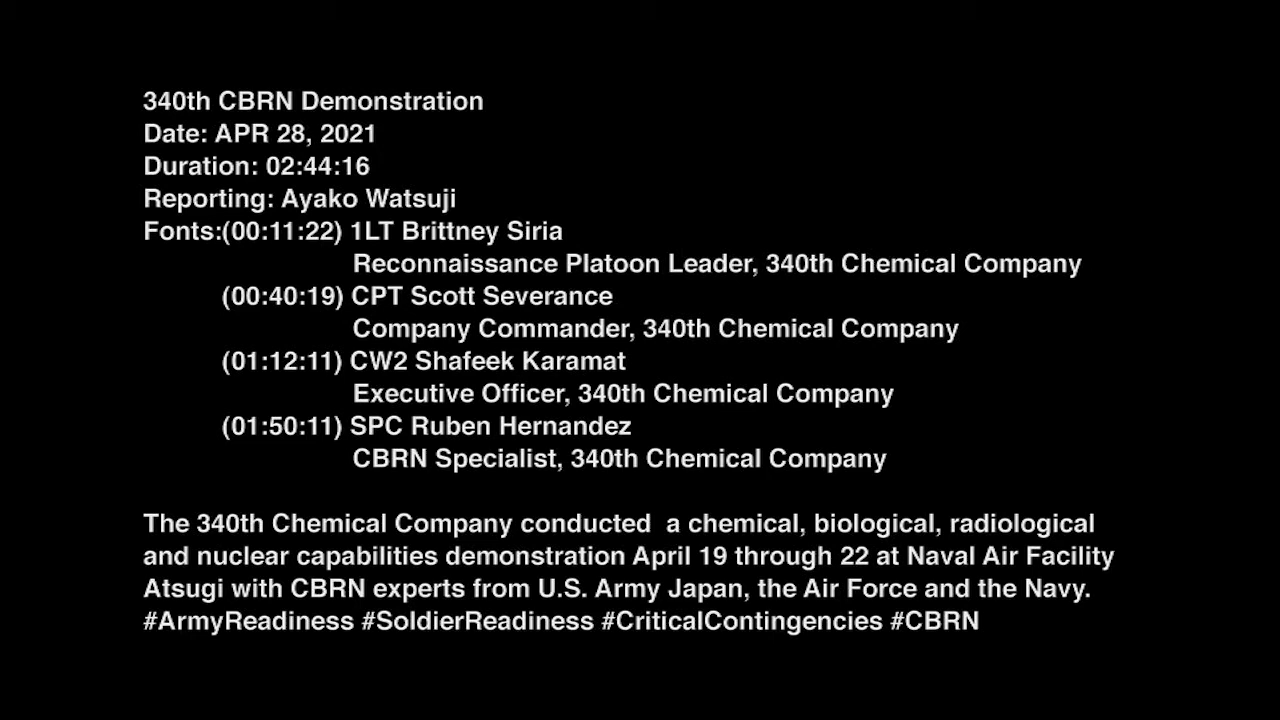 340th CBRN Demonstration
Date: APR 28, 2021
Duration: 02:44:16
Reporting: Ayako Watsuji
Fonts:(00:11:22) 1LT Brittney Siria
Reconnaissance Platoon Leader, 340th Chemical Company
(00:40:19) CPT Scott Severance
Company Commander, 340th Chemical Company
(01:12:11) CW2 Shafeek Karamat
Executive Officer, 340th Chemical Company
(01:50:11) SPC Ruben Hernandez
CBRN Specialist, 340th Chemical Company
The 340th Chemical Company conducted  a chemical, biological, radiological
and nuclear capabilities demonstration April 19 through 22 at Naval Air Facility
Atsugi with CBRN experts from U.S. Army Japan, the Air Force and the Navy.
#ArmyReadiness #SoldierReadiness #CriticalContingencies #CBRN